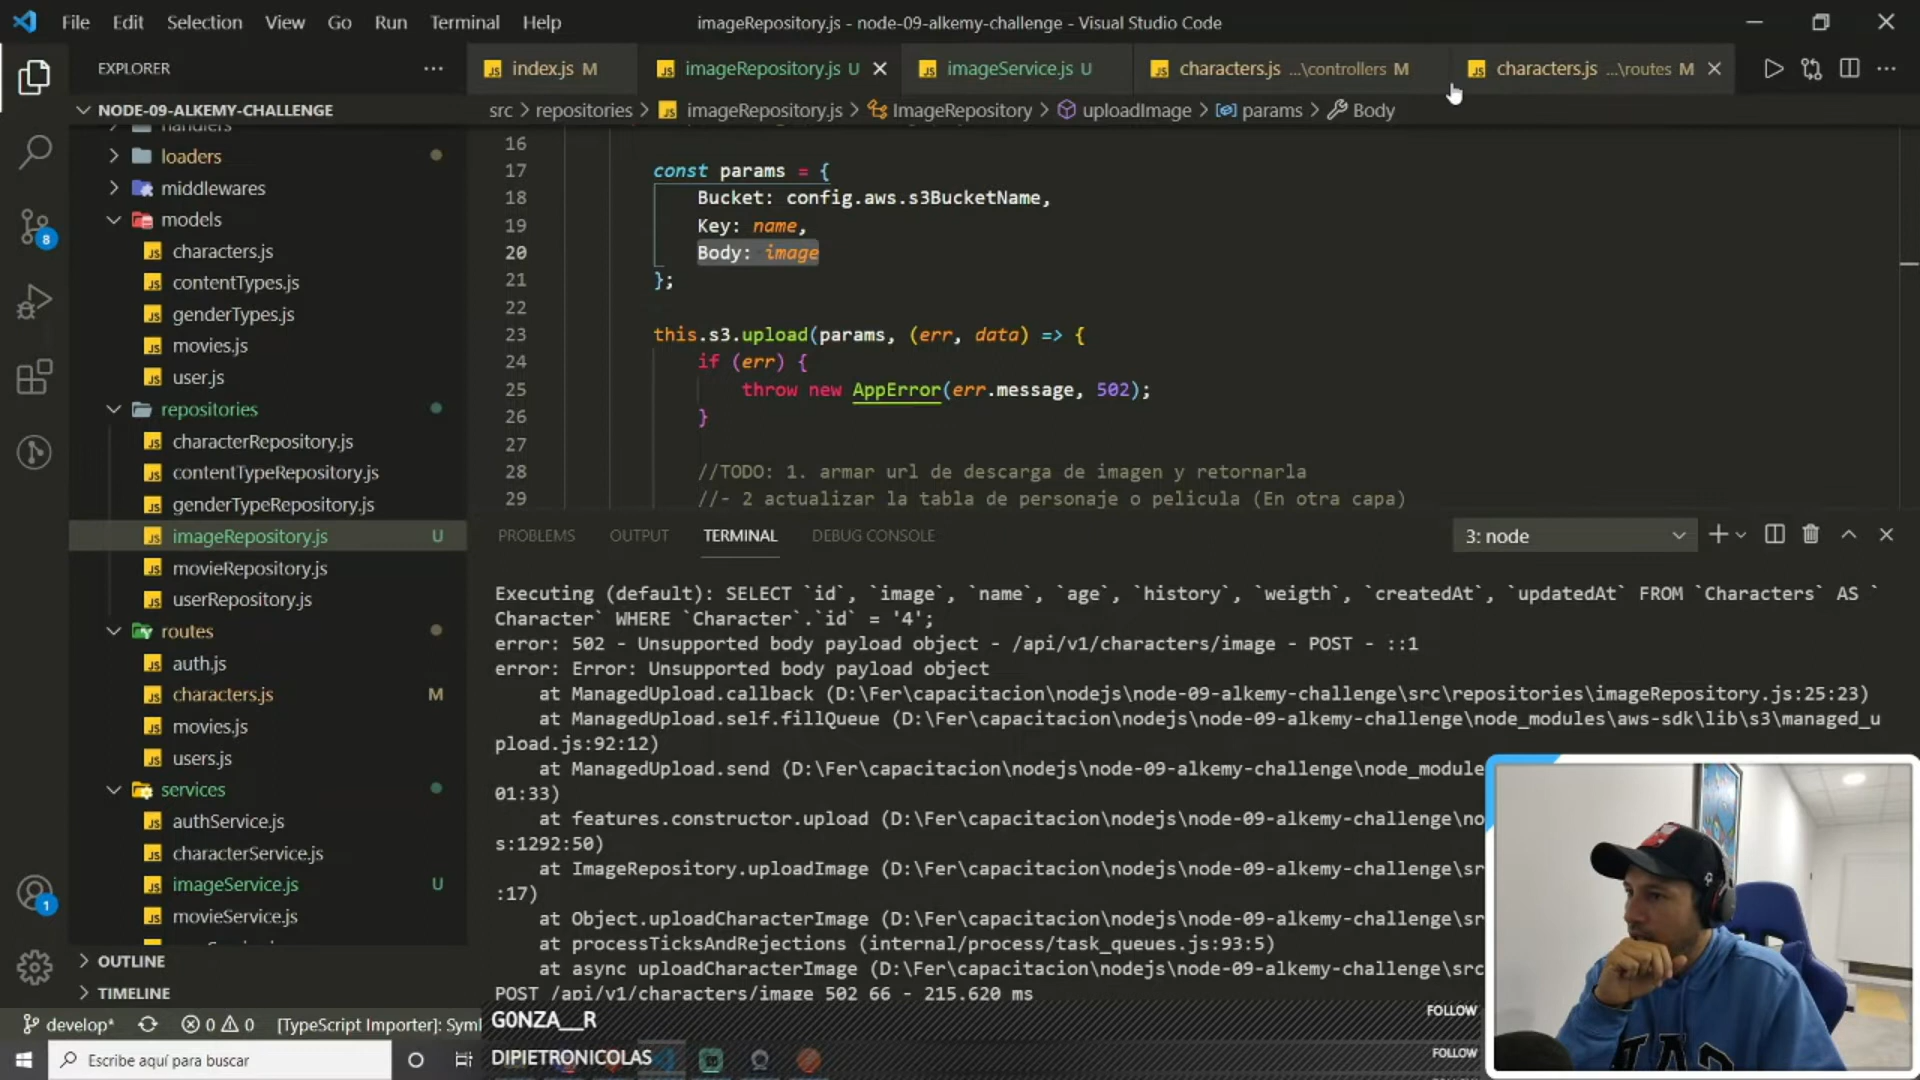 File Edit Selection View Go Run Terminal Help
imageRepository.js - node-09-alkemy-challenge - Visual Studio Code
EXPLORER
index.js M
imageRepository.js U
imageService.js U
characters.js ...\controllers M
characters.js ...\routes M
NODE-09-ALKEMY-CHALLENGE
src > repositories > imageRepository.js > ImageRepository > uploadImage > params > Body
handlers
loaders
middlewares
models
characters.js
contentTypes.js
genderTypes.js
movies.js
user.js
repositories
characterRepository.js
contentTypeRepository.js
genderTypeRepository.js
imageRepository.js U
movieRepository.js
userRepository.js
routes
auth.js
characters.js M
movies.js
users.js
services
authService.js
characterService.js
imageService.js U
movieService.js
OUTLINE
TIMELINE
8
1
16
17 const params = {
18 Bucket: config.aws.s3BucketName,
19 Key: name,
20 Body: image
21 };
22
23 this.s3.upload(params, (err, data) => {
24 if (err) {
25 throw new AppError(err.message, 502);
26 }
27
28 //TODO: 1. armar url de descarga de imagen y retornarla
29 //- 2 actualizar la tabla de personaje o pelicula (En otra capa)
PROBLEMS OUTPUT TERMINAL DEBUG CONSOLE
3: node
Executing (default): SELECT `id`, `image`, `name`, `age`, `history`, `weigth`, `createdAt`, `updatedAt` FROM `Characters` AS `
Character` WHERE `Character`.`id` = '4';
error: 502 - Unsupported body payload object - /api/v1/characters/image - POST - ::1
error: Error: Unsupported body payload object
at ManagedUpload.callback (D:\Fer\capacitacion\nodejs\node-09-alkemy-challenge\src\repositories\imageRepository.js:25:23)
at ManagedUpload.self.fillQueue (D:\Fer\capacitacion\nodejs\node-09-alkemy-challenge\node_modules\aws-sdk\lib\s3\managed_u
pload.js:92:12)
at ManagedUpload.send (D:\Fer\capacitacion\nodejs\node-09-alkemy-challenge\node_module
01:33)
at features.constructor.upload (D:\Fer\capacitacion\nodejs\node-09-alkemy-challenge\no
s:1292:50)
at ImageRepository.uploadImage (D:\Fer\capacitacion\nodejs\node-09-alkemy-challenge\sr
:17)
at Object.uploadCharacterImage (D:\Fer\capacitacion\nodejs\node-09-alkemy-challenge\sr
at processTicksAndRejections (internal/process/task_queues.js:93:5)
at async uploadCharacterImage (D:\Fer\capacitacion\nodejs\node-09-alkemy-challenge\src
POST /api/v1/characters/image 502 66 - 215.620 ms
develop* 0 0 [TypeScript Importer]: Syml
G0NZA__R FOLLOW
Escribe aquí para buscar
DIPIETRONICOLAS FOLLOW